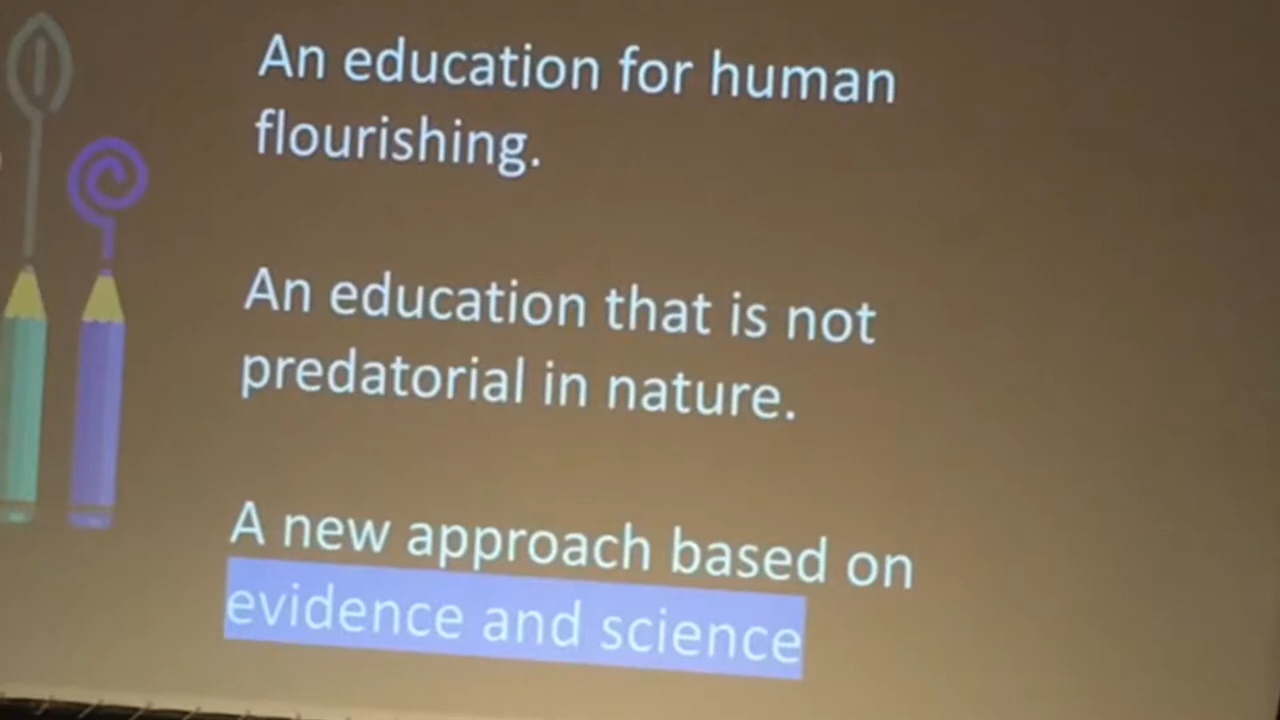 An education for human
flourishing.
An education that is not
predatorial in nature.
A new approach based on
evidence and science